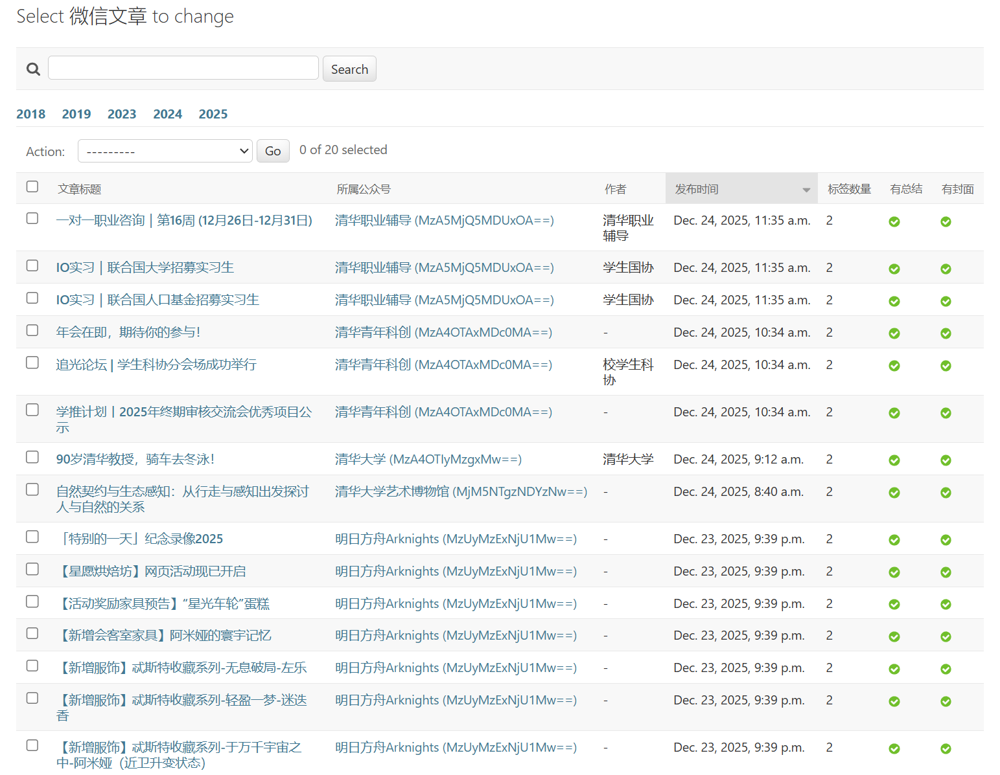 Select 微信文章 to change
Search
2018 2019 2023 2024 2025
Action: --------- Go 0 of 20 selected
文章标题 所属公众号 作者 发布时间 标签数量 有总结 有封面
一对一职业咨询 | 第16周 (12月26日-12月31日) 清华职业辅导 (MzA5MjQ5MDUxOA==) 清华职业 Dec. 24, 2025, 11:35 a.m. 2
辅导
IO实习 | 联合国大学招募实习生 清华职业辅导 (MzA5MjQ5MDUxOA==) 学生国协 Dec. 24, 2025, 11:35 a.m. 2
IO实习 | 联合国人口基金招募实习生 清华职业辅导 (MzA5MjQ5MDUxOA==) 学生国协 Dec. 24, 2025, 11:35 a.m. 2
年会在即，期待你的参与！ 清华青年科创 (MzA4OTAxMDc0MA==) - Dec. 24, 2025, 10:34 a.m. 2
追光论坛 | 学生科协分会场成功举行 清华青年科创 (MzA4OTAxMDc0MA==) 校学生科 Dec. 24, 2025, 10:34 a.m. 2
协
学推计划丨2025年终期审核交流会优秀项目公 清华青年科创 (MzA4OTAxMDc0MA==) - Dec. 24, 2025, 10:34 a.m. 2
示
90岁清华教授，骑车去冬泳！ 清华大学 (MzA4OTIyMzgxMw==) 清华大学 Dec. 24, 2025, 9:12 a.m. 2
自然契约与生态感知：从行走与感知出发探讨 清华大学艺术博物馆 (MjM5NTgzNDYzNw==) - Dec. 24, 2025, 8:40 a.m. 2
人与自然的关系
「特别的一天」纪念录像2025 明日方舟Arknights (MzUyMzExNjU1Mw==) - Dec. 23, 2025, 9:39 p.m. 2
【星愿烘焙坊】网页活动现已开启 明日方舟Arknights (MzUyMzExNjU1Mw==) - Dec. 23, 2025, 9:39 p.m. 2
【活动奖励家具预告】“星光车轮”蛋糕 明日方舟Arknights (MzUyMzExNjU1Mw==) - Dec. 23, 2025, 9:39 p.m. 2
【新增会客室家具】阿米娅的寰宇记忆 明日方舟Arknights (MzUyMzExNjU1Mw==) - Dec. 23, 2025, 9:39 p.m. 2
【新增服饰】忒斯特收藏系列-无息破局-左乐 明日方舟Arknights (MzUyMzExNjU1Mw==) - Dec. 23, 2025, 9:39 p.m. 2
【新增服饰】忒斯特收藏系列-轻盈一梦-迷迭 明日方舟Arknights (MzUyMzExNjU1Mw==) - Dec. 23, 2025, 9:39 p.m. 2
香
【新增服饰】忒斯特收藏系列-于万千宇宙之 明日方舟Arknights (MzUyMzExNjU1Mw==) - Dec. 23, 2025, 9:39 p.m. 2
中-阿米娅（近卫升变状态）